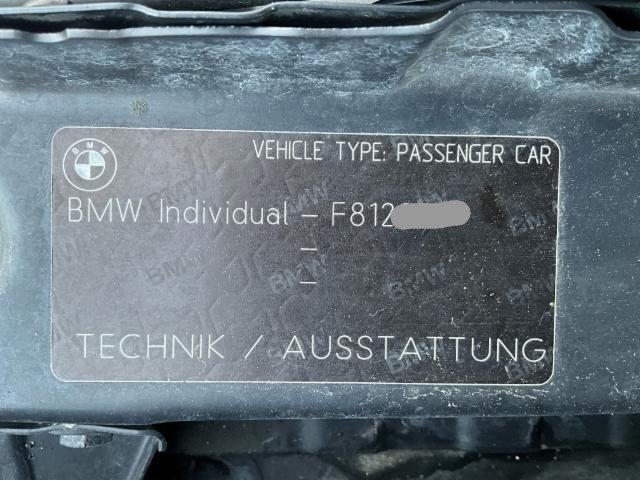 BMW
VEHICLE TYPE: PASSENGER CAR
BMW Individual – F812
–
–
TECHNIK / AUSSTATTUNG